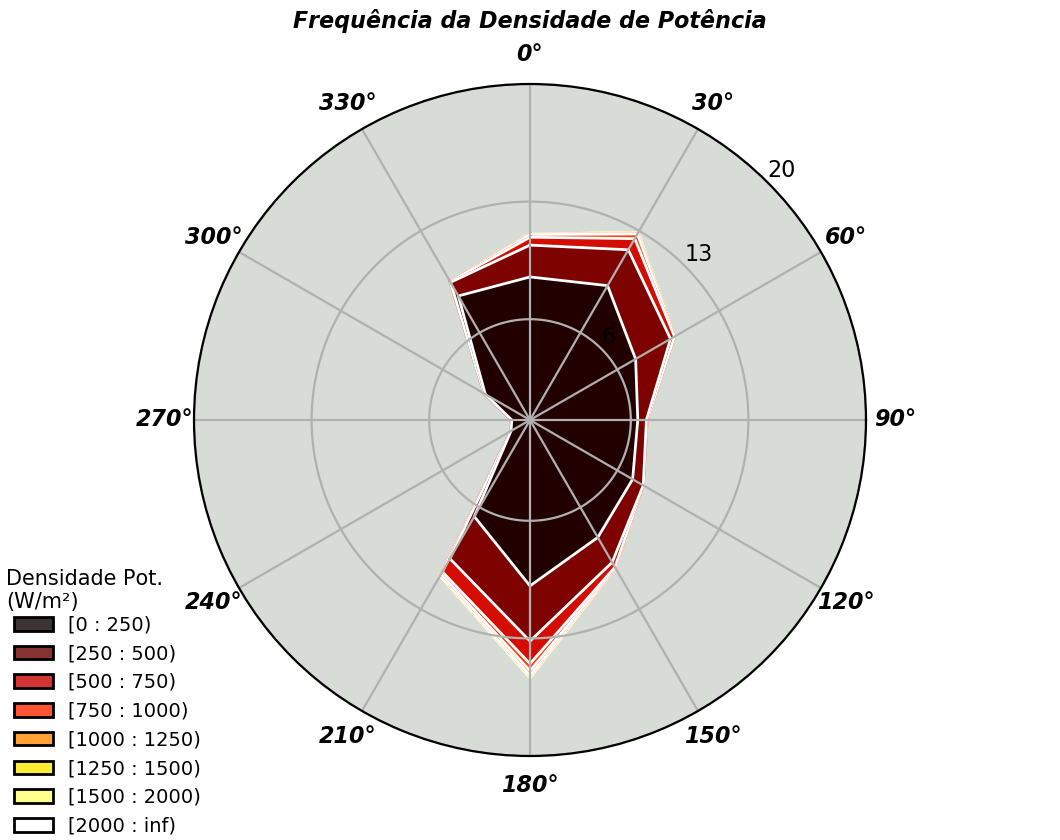 Frequência da Densidade de Potência
0°
330°
30°
20
300°
60°
13
6
270°
90°
Densidade Pot.
(W/m²)
240°
120°
[0 : 250)
[250 : 500)
[500 : 750)
[750 : 1000)
210°
150°
[1000 : 1250)
[1250 : 1500)
180°
[1500 : 2000)
[2000 : inf)